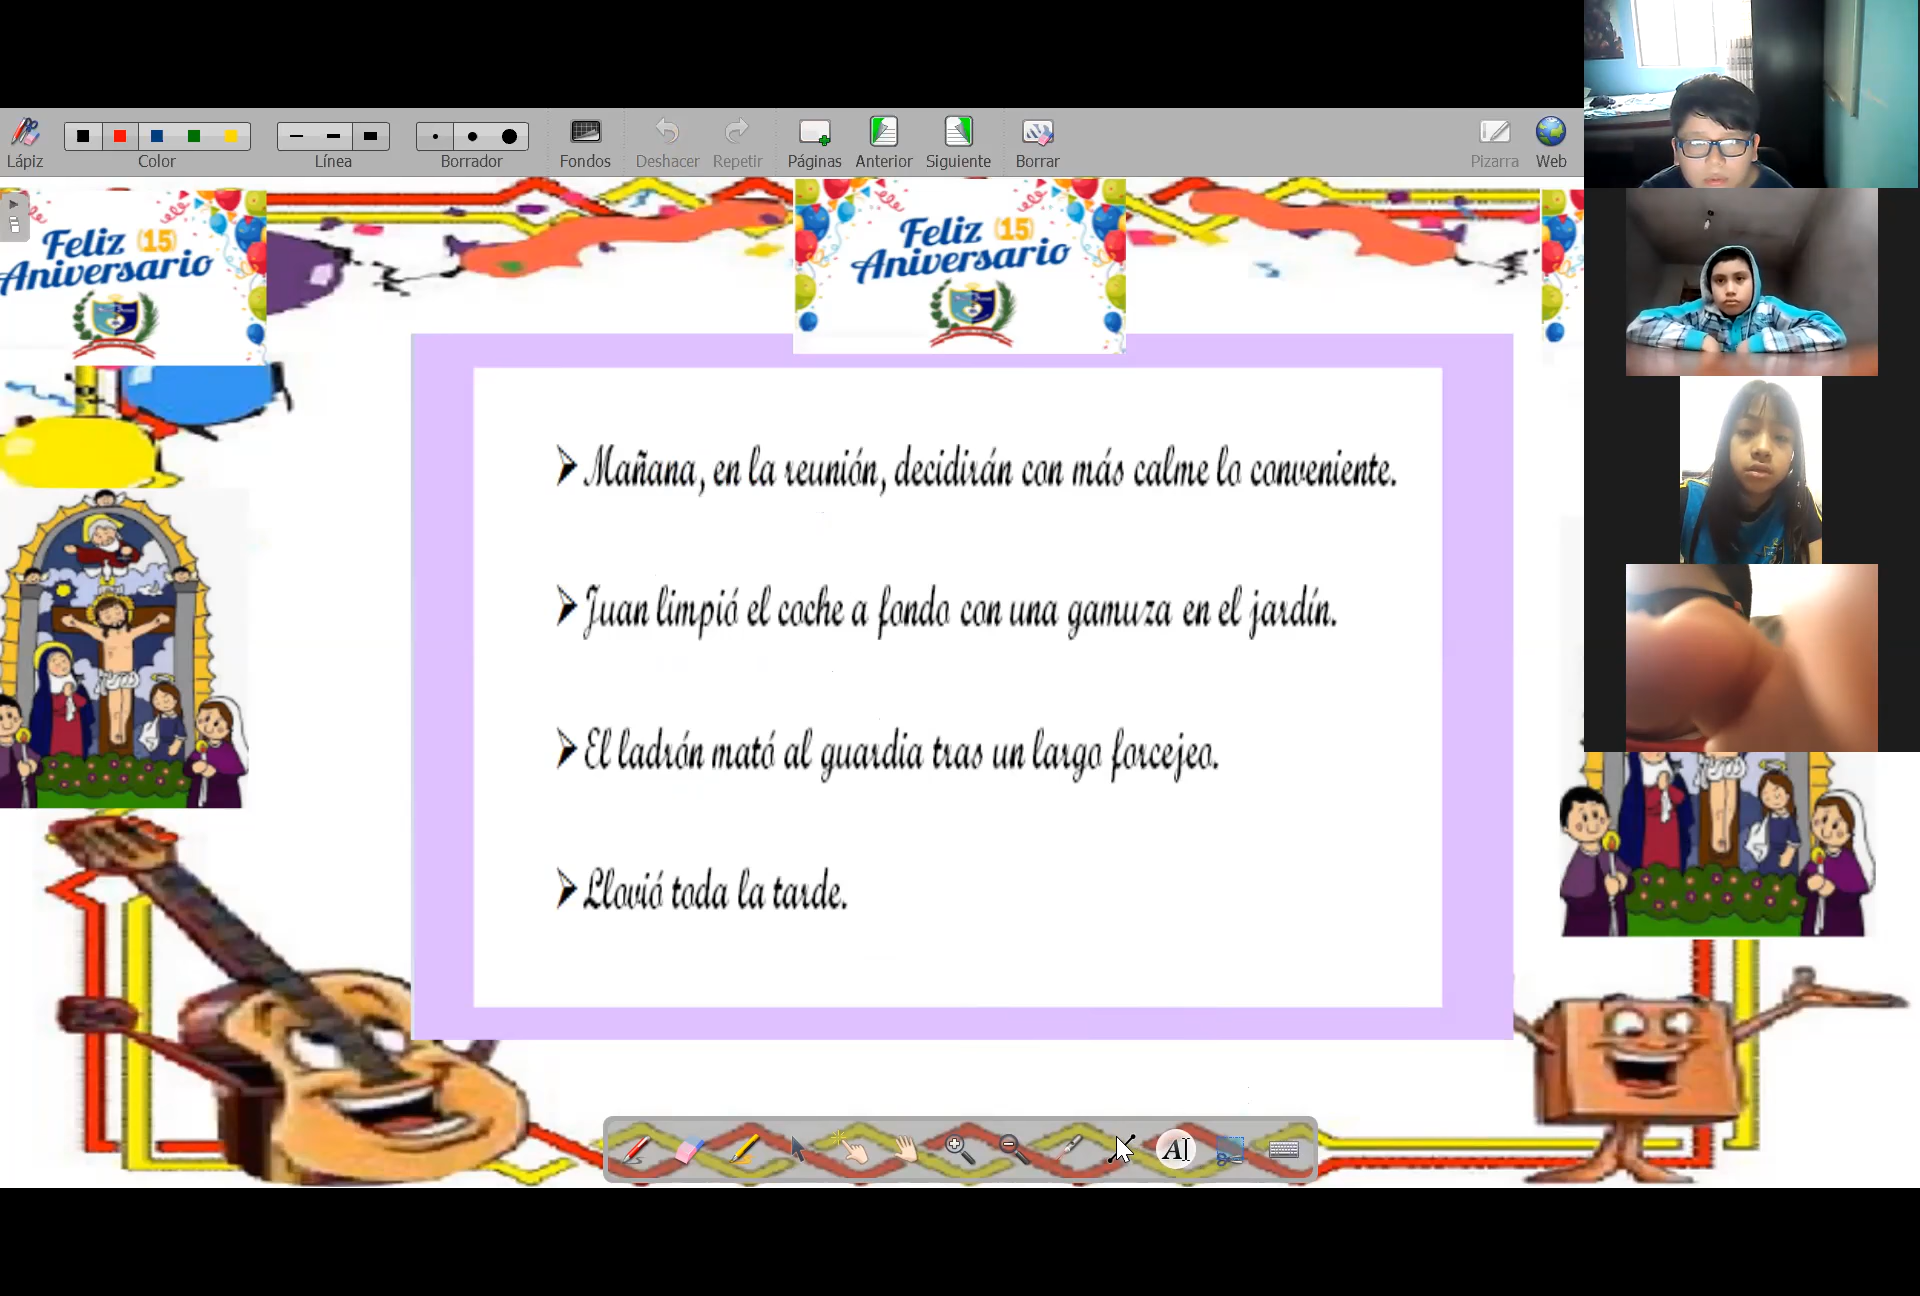 Lápiz
Color
Línea
Borrador
Fondos
Deshacer
Repetir
Páginas
Anterior
Siguiente
Borrar
Pizarra
Web
Feliz 15
Aniversario
Feliz 15
Aniversario
Mañana, en la reunión, decidirán con más calme lo conveniente.
Juan limpió el coche a fondo con una gamuza en el jardín.
El ladrón mató al guardia tras un largo forcejeo.
Llovió toda la tarde.
AI